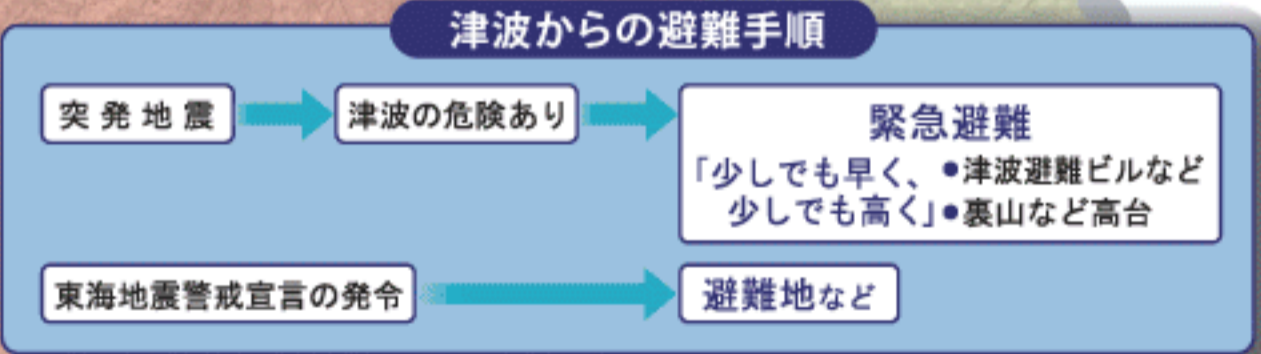 津波からの避難手順
突発地震
津波の危険あり
緊急避難
「少しでも早く、
少しでも高く」
●津波避難ビルなど
●裏山など高台
東海地震警戒宣言の発令
避難地など